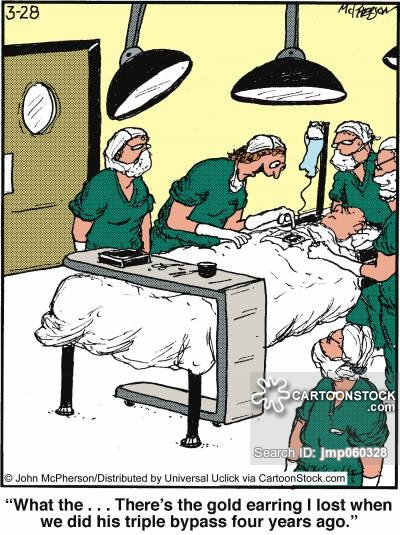 3-28
McPHERSON
CARTOONSTOCK
.com
Search ID: jmp060328
© John McPherson/Distributed by Universal Uclick via CartoonStock.com
“What the . . . There’s the gold earring I lost when
we did his triple bypass four years ago.”